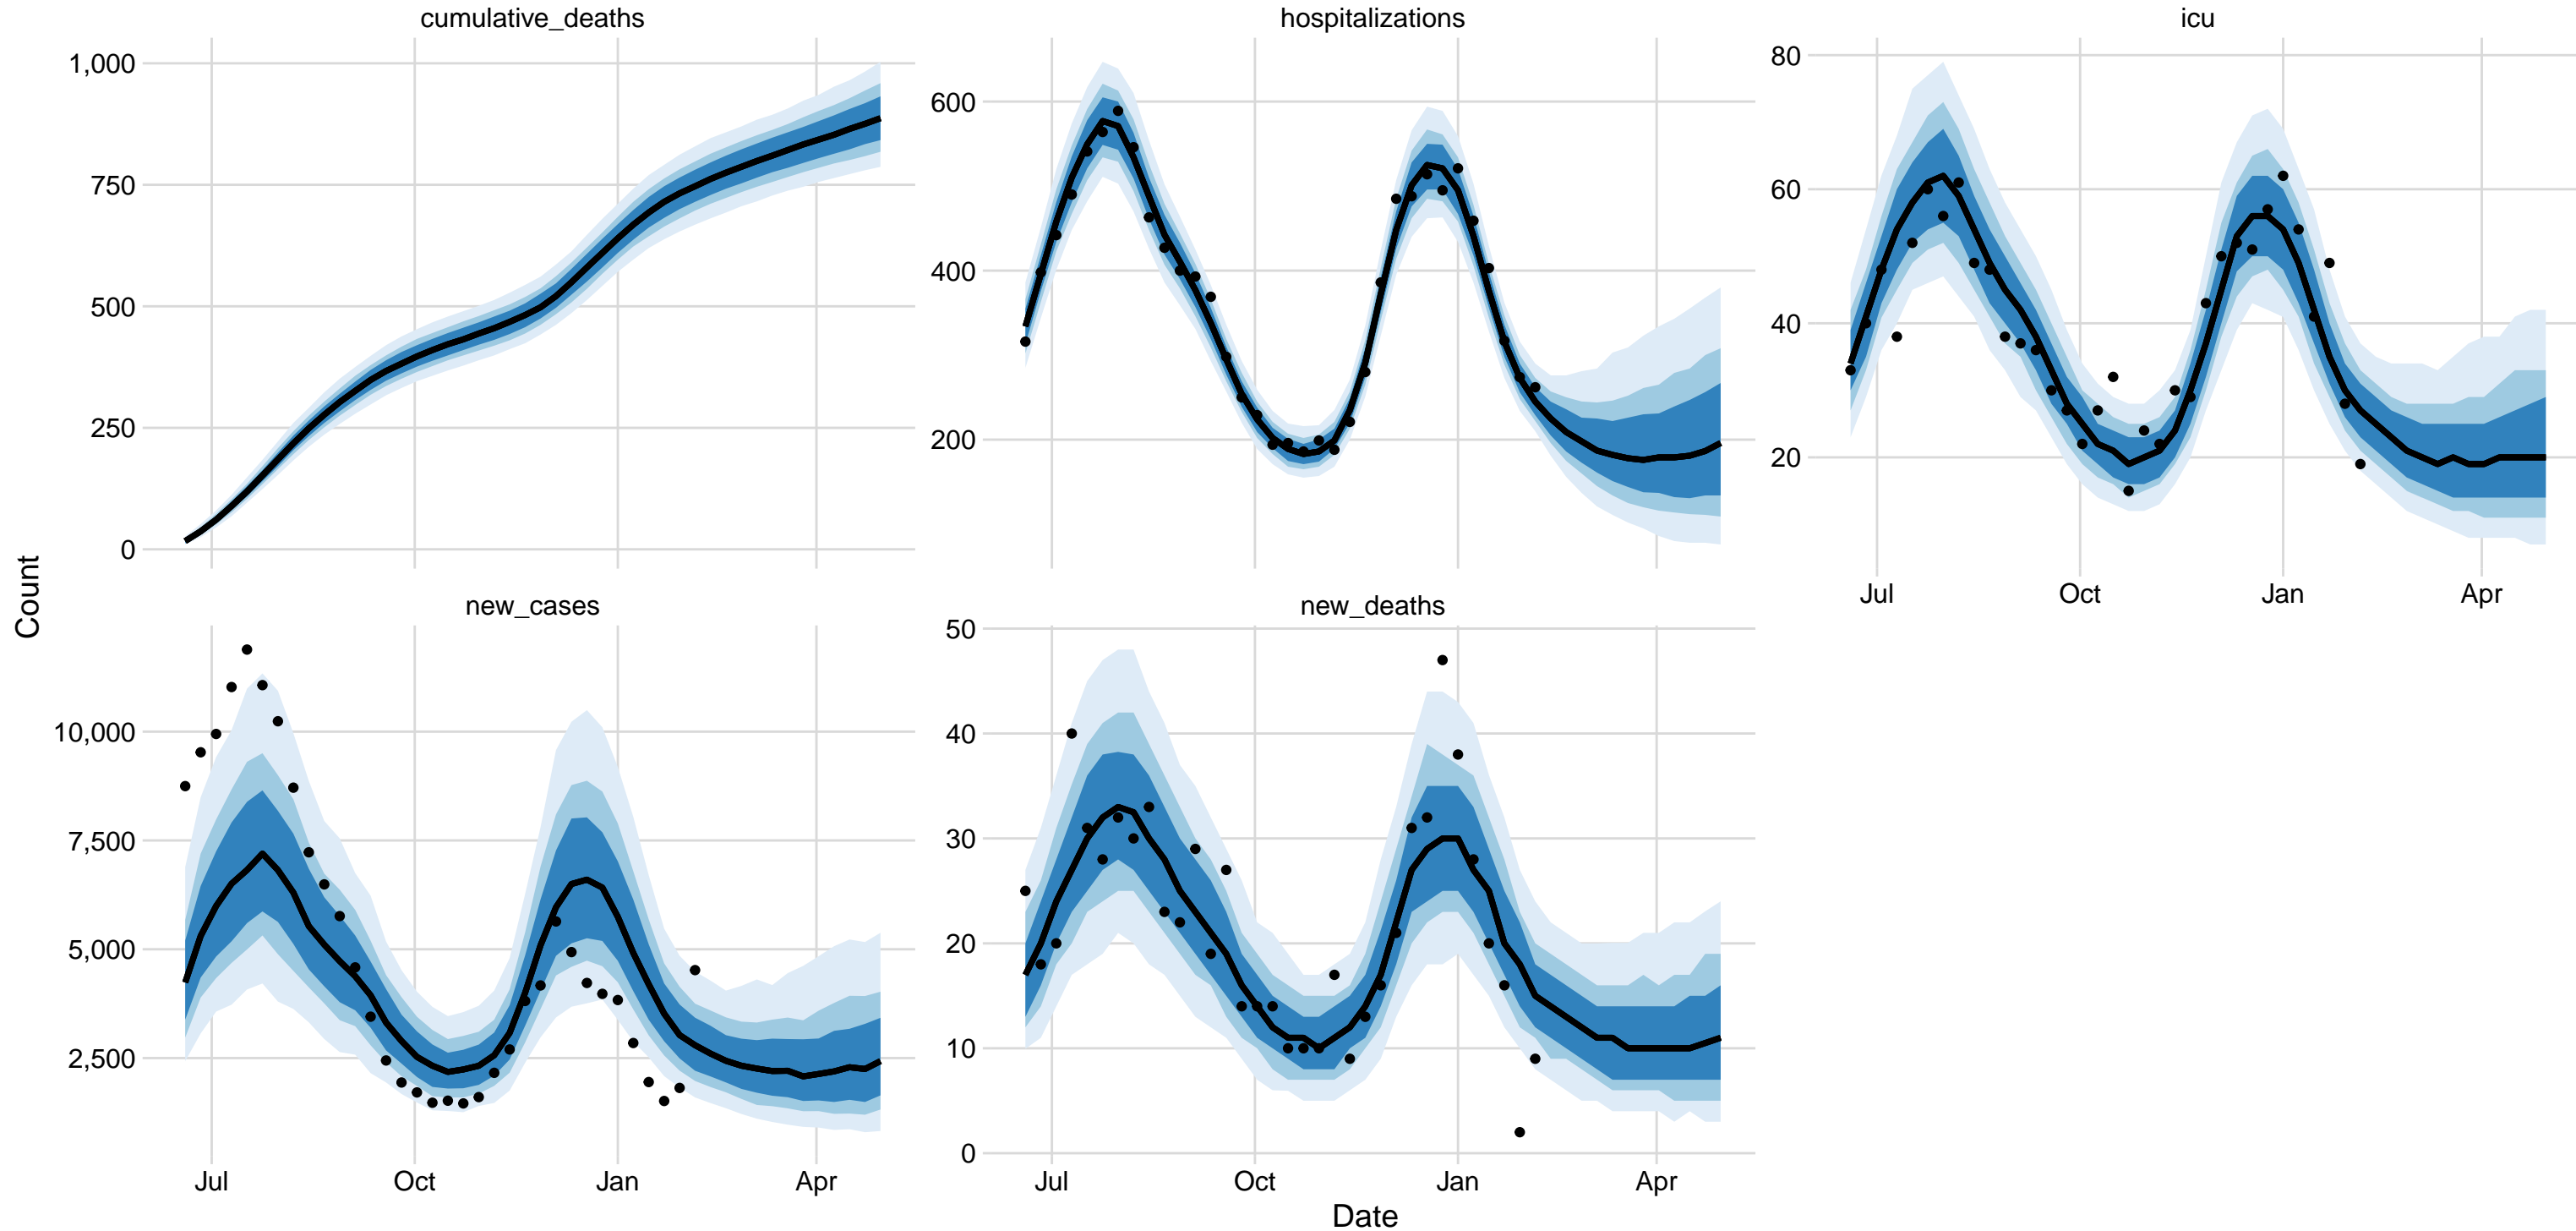 cumulative_deaths
hospitalizations
icu
1,000
750
500
250
0
600
400
200
80
60
40
20
Jul Oct Jan Apr
Count
new_cases
new_deaths
10,000
7,500
5,000
2,500
50
40
30
20
10
0
Jul Oct Jan Apr
Jul Oct Jan Apr
Date